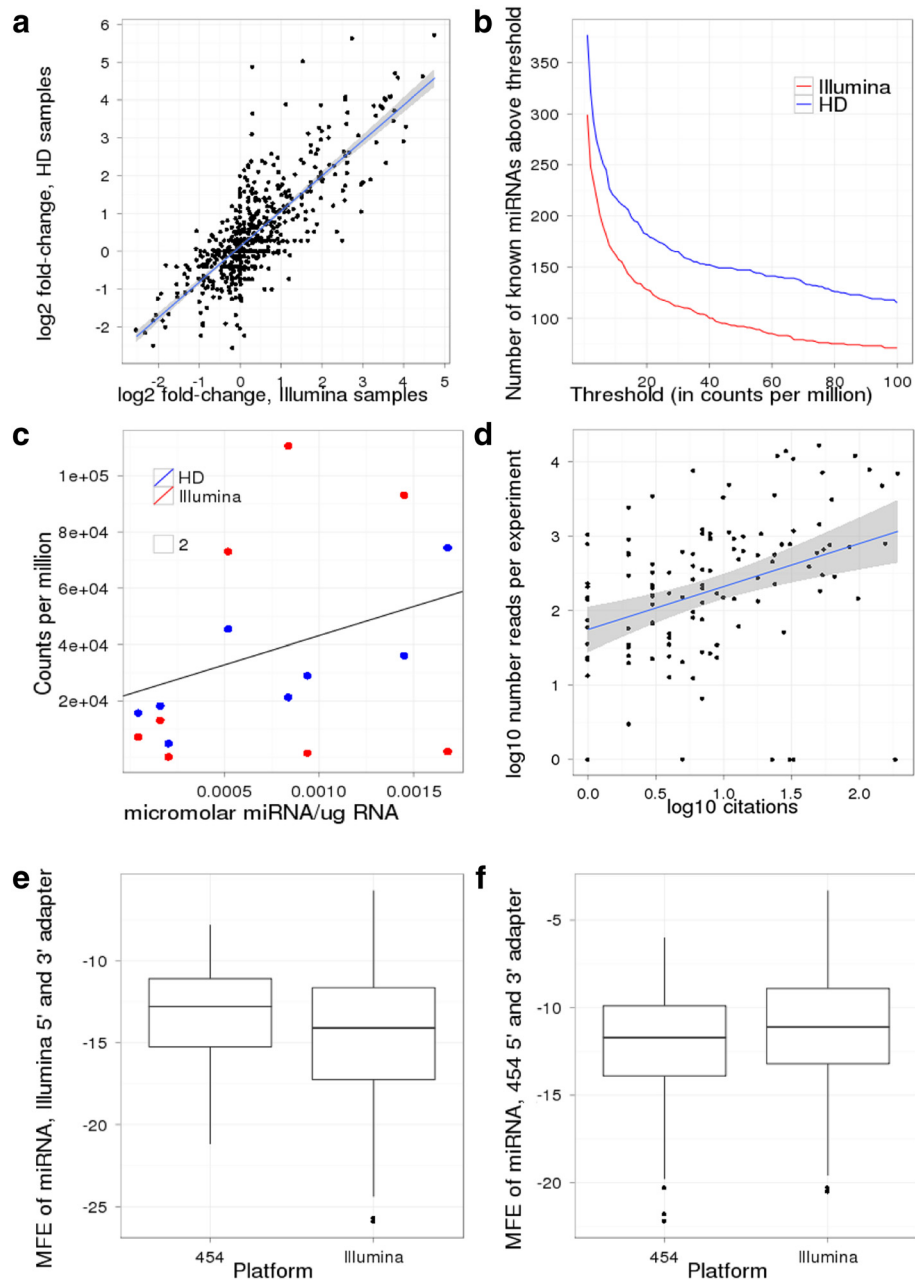 a
log2 fold-change, HD samples
6
5
4
3
2
1
0
-1
-2
-2 -1 0 1 2 3 4 5
log2 fold-change, Illumina samples
b
Number of known miRNAs above threshold
350
300
250
200
150
100
Illumina
HD
20 40 60 80 100
Threshold (in counts per million)
c
Counts per million
1e+05
8e+04
6e+04
4e+04
2e+04
HD
Illumina
2
0.0005 0.0010 0.0015
micromolar miRNA/ug RNA
d
log10 number reads per experiment
4
3
2
1
0
0.0 0.5 1.0 1.5 2.0
log10 citations
e
MFE of miRNA, Illumina 5' and 3' adapter
-10
-15
-20
-25
454 Illumina
Platform
f
MFE of miRNA, 454 5' and 3' adapter
-5
-10
-15
-20
454 Illumina
Platform